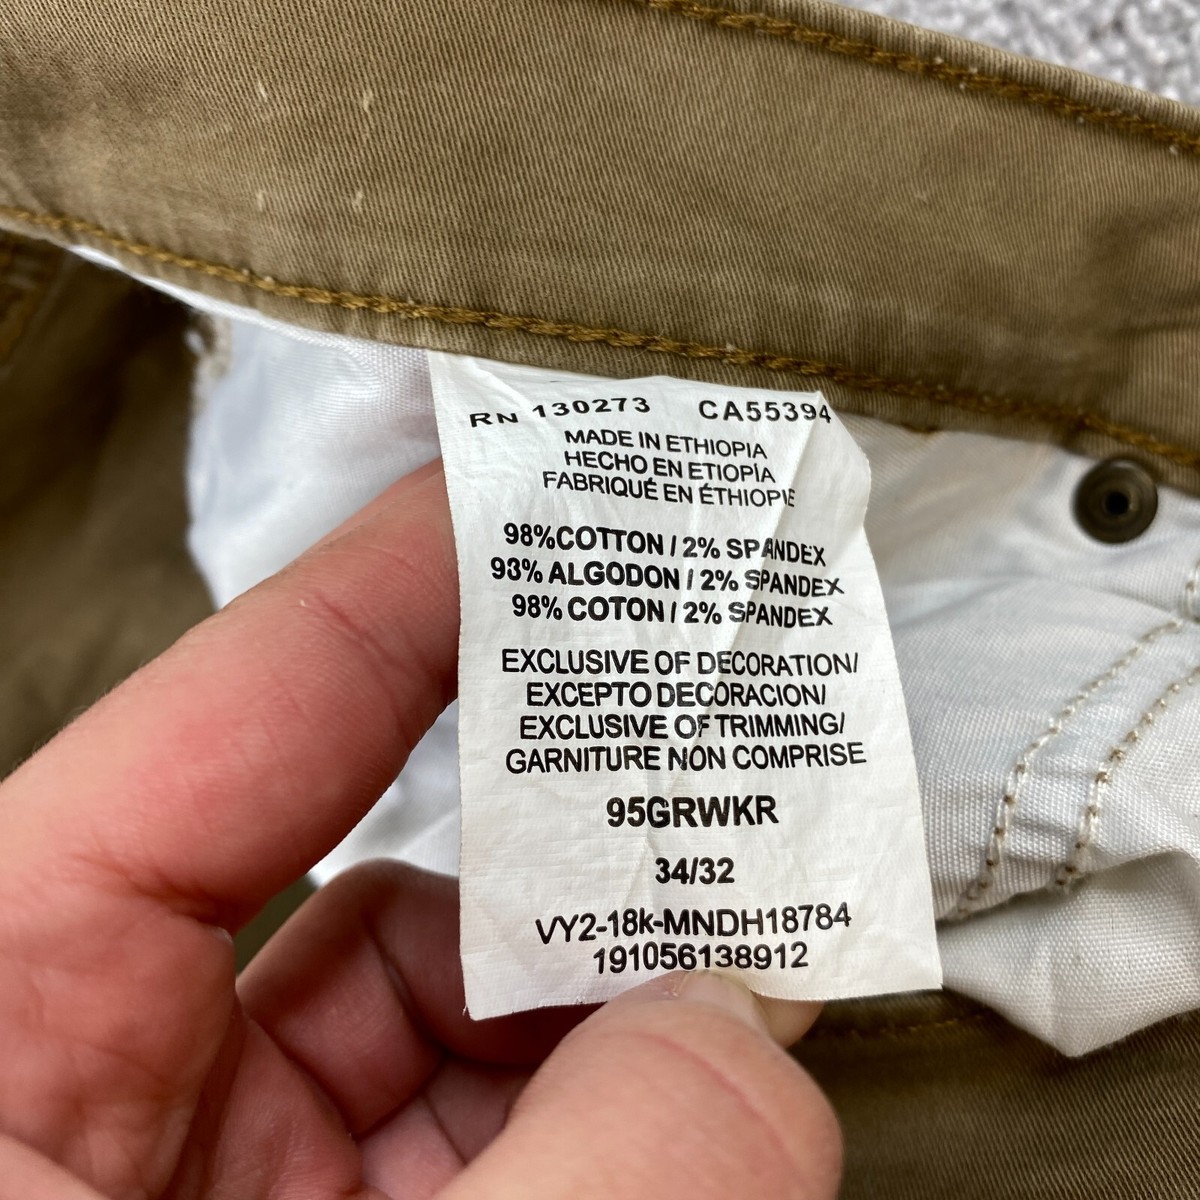 RN 130273 CA55394
MADE IN ETHIOPIA
HECHO EN ETIOPÍA
FABRIQUÉ EN ÉTHIOPIE
98%COTTON / 2% SPANDEX
93% ALGODON / 2% SPANDEX
98% COTON / 2% SPANDEX
EXCLUSIVE OF DECORATION/
EXCEPTO DECORACION/
EXCLUSIVE OF TRIMMING/
GARNITURE NON COMPRISE
95GRWKR
34/32
VY2-18k-MNDH18784
191056138912